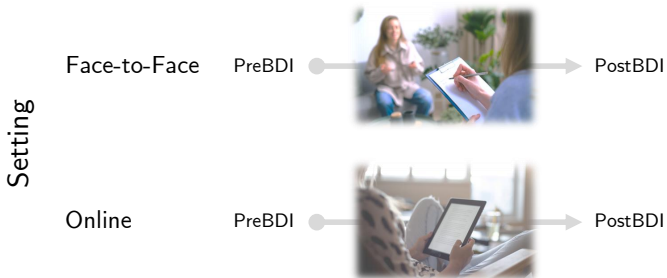 Face-to-Face PreBDI PostBDI
Setting
Online PreBDI PostBDI